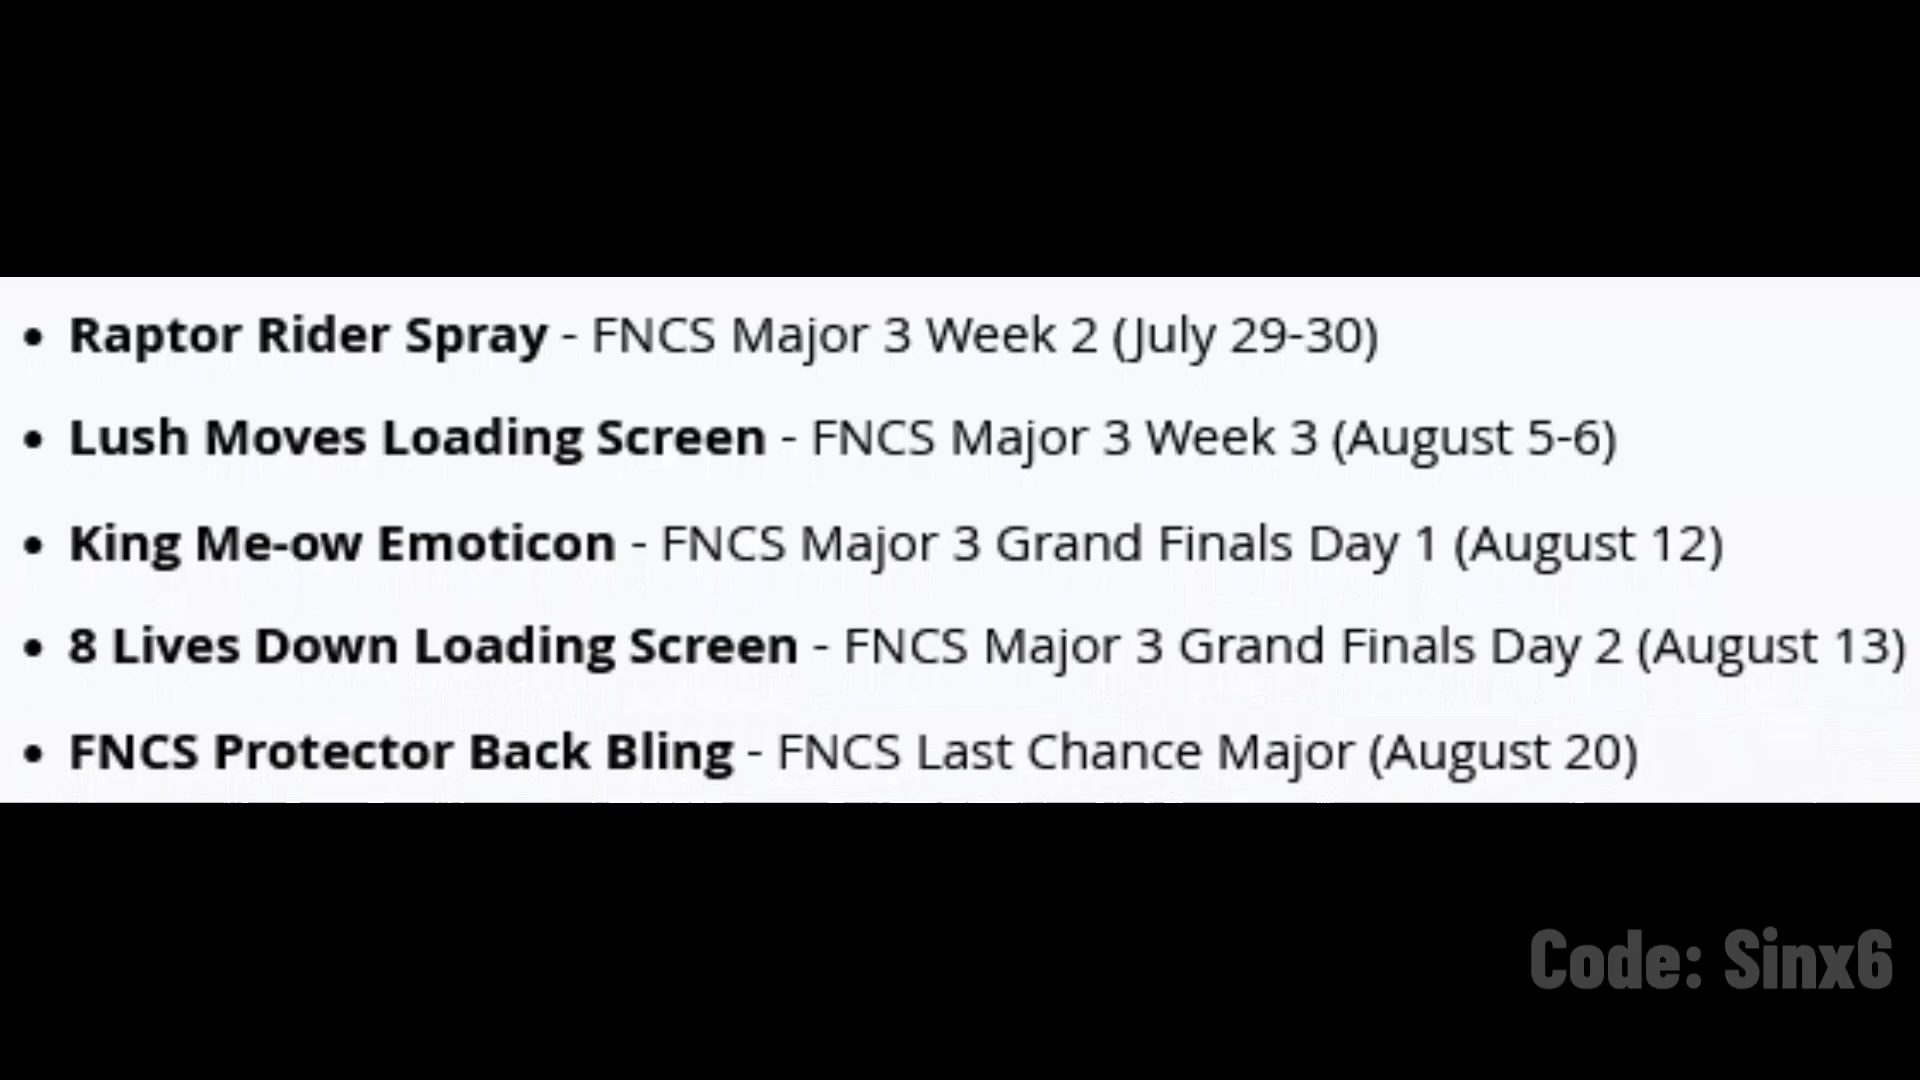 • Raptor Rider Spray - FNCS Major 3 Week 2 (July 29-30)
• Lush Moves Loading Screen - FNCS Major 3 Week 3 (August 5-6)
• King Me-ow Emoticon - FNCS Major 3 Grand Finals Day 1 (August 12)
• 8 Lives Down Loading Screen - FNCS Major 3 Grand Finals Day 2 (August 13)
• FNCS Protector Back Bling - FNCS Last Chance Major (August 20)
Code: Sinx6